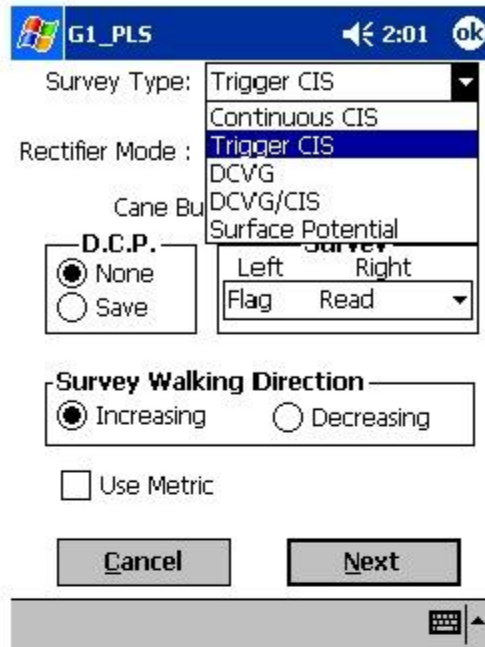 G1_PLS 2:01 ok
Survey Type: Trigger CIS
Continuous CIS
Rectifier Mode : Trigger CIS
DCVG
Cane Bu DCVG/CIS
Surface Potential
D.C.P. Survey
None Left Right
Save Flag Read
Survey Walking Direction
Increasing Decreasing
Use Metric
Cancel Next